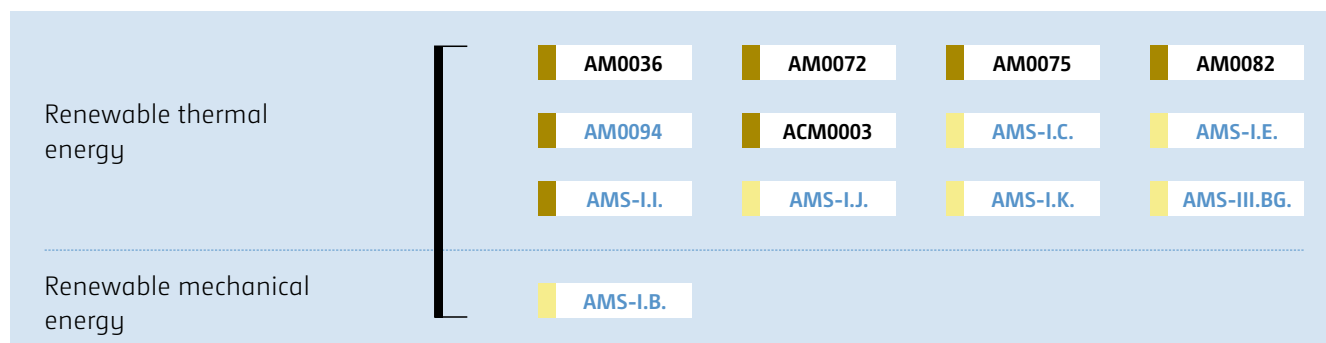 Renewable thermal
energy
AM0036 AM0072 AM0075 AM0082
AM0094 ACM0003 AMS-I.C. AMS-I.E.
AMS-I.I. AMS-I.J. AMS-I.K. AMS-III.BG.
Renewable mechanical
energy
AMS-I.B.